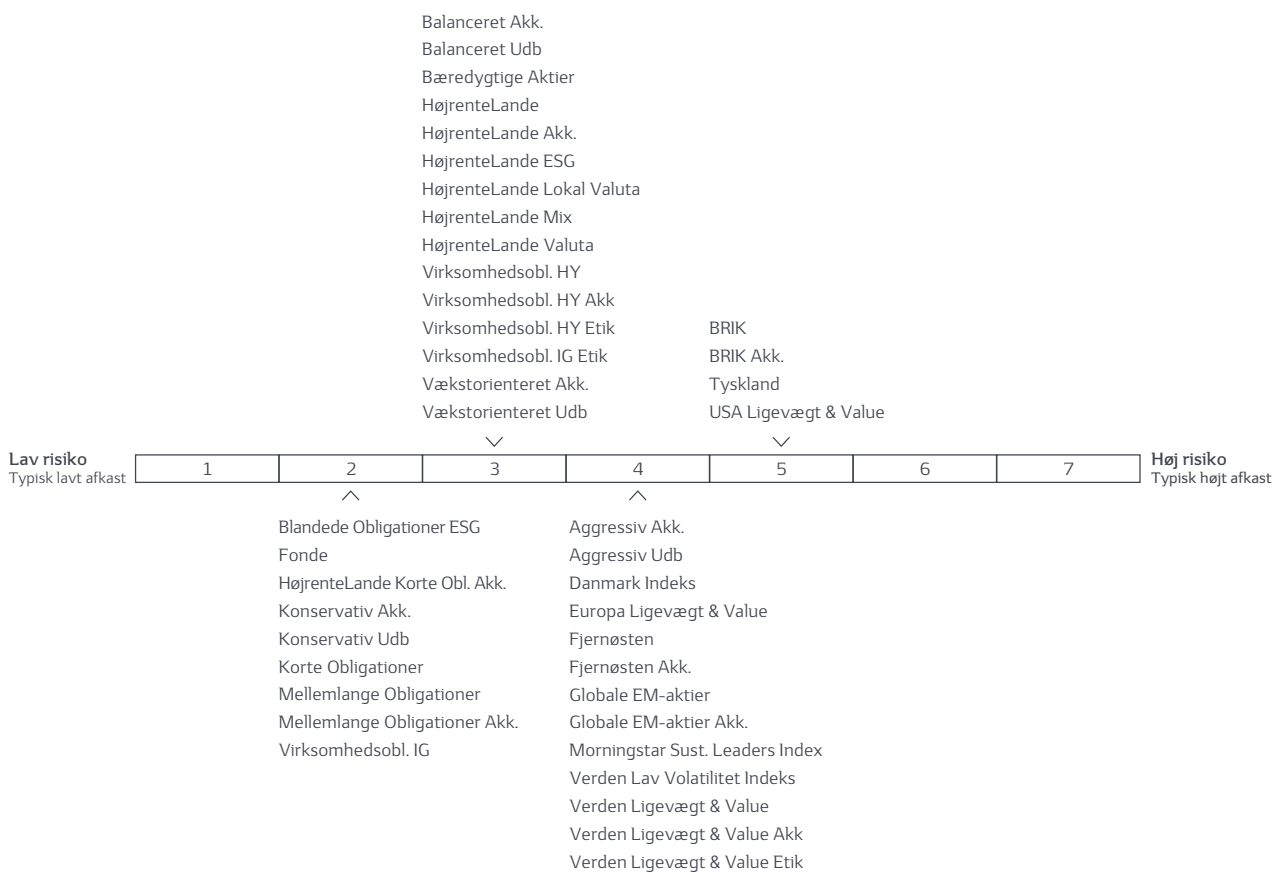 Balanceret Akk.
Balanceret Udb
Bæredygtige Aktier
HøjrenteLande
HøjrenteLande Akk.
HøjrenteLande ESG
HøjrenteLande Lokal Valuta
HøjrenteLande Mix
HøjrenteLande Valuta
Virksomhedsobl. HY
Virksomhedsobl. HY Akk
Virksomhedsobl. HY Etik
Virksomhedsobl. IG Etik
Vækstorienteret Akk.
Vækstorienteret Udb
BRIK
BRIK Akk.
Tyskland
USA Ligevægt & Value
Lav risiko
Typisk lavt afkast
1 2 3 4 5 6 7
Høj risiko
Typisk højt afkast
Blandede Obligationer ESG
Fonde
HøjrenteLande Korte Obl. Akk.
Konservativ Akk.
Konservativ Udb
Korte Obligationer
Mellemlange Obligationer
Mellemlange Obligationer Akk.
Virksomhedsobl. IG
Aggressiv Akk.
Aggressiv Udb
Danmark Indeks
Europa Ligevægt & Value
Fjernøsten
Fjernøsten Akk.
Globale EM-aktier
Globale EM-aktier Akk.
Morningstar Sust. Leaders Index
Verden Lav Volatilitet Indeks
Verden Ligevægt & Value
Verden Ligevægt & Value Akk
Verden Ligevægt & Value Etik